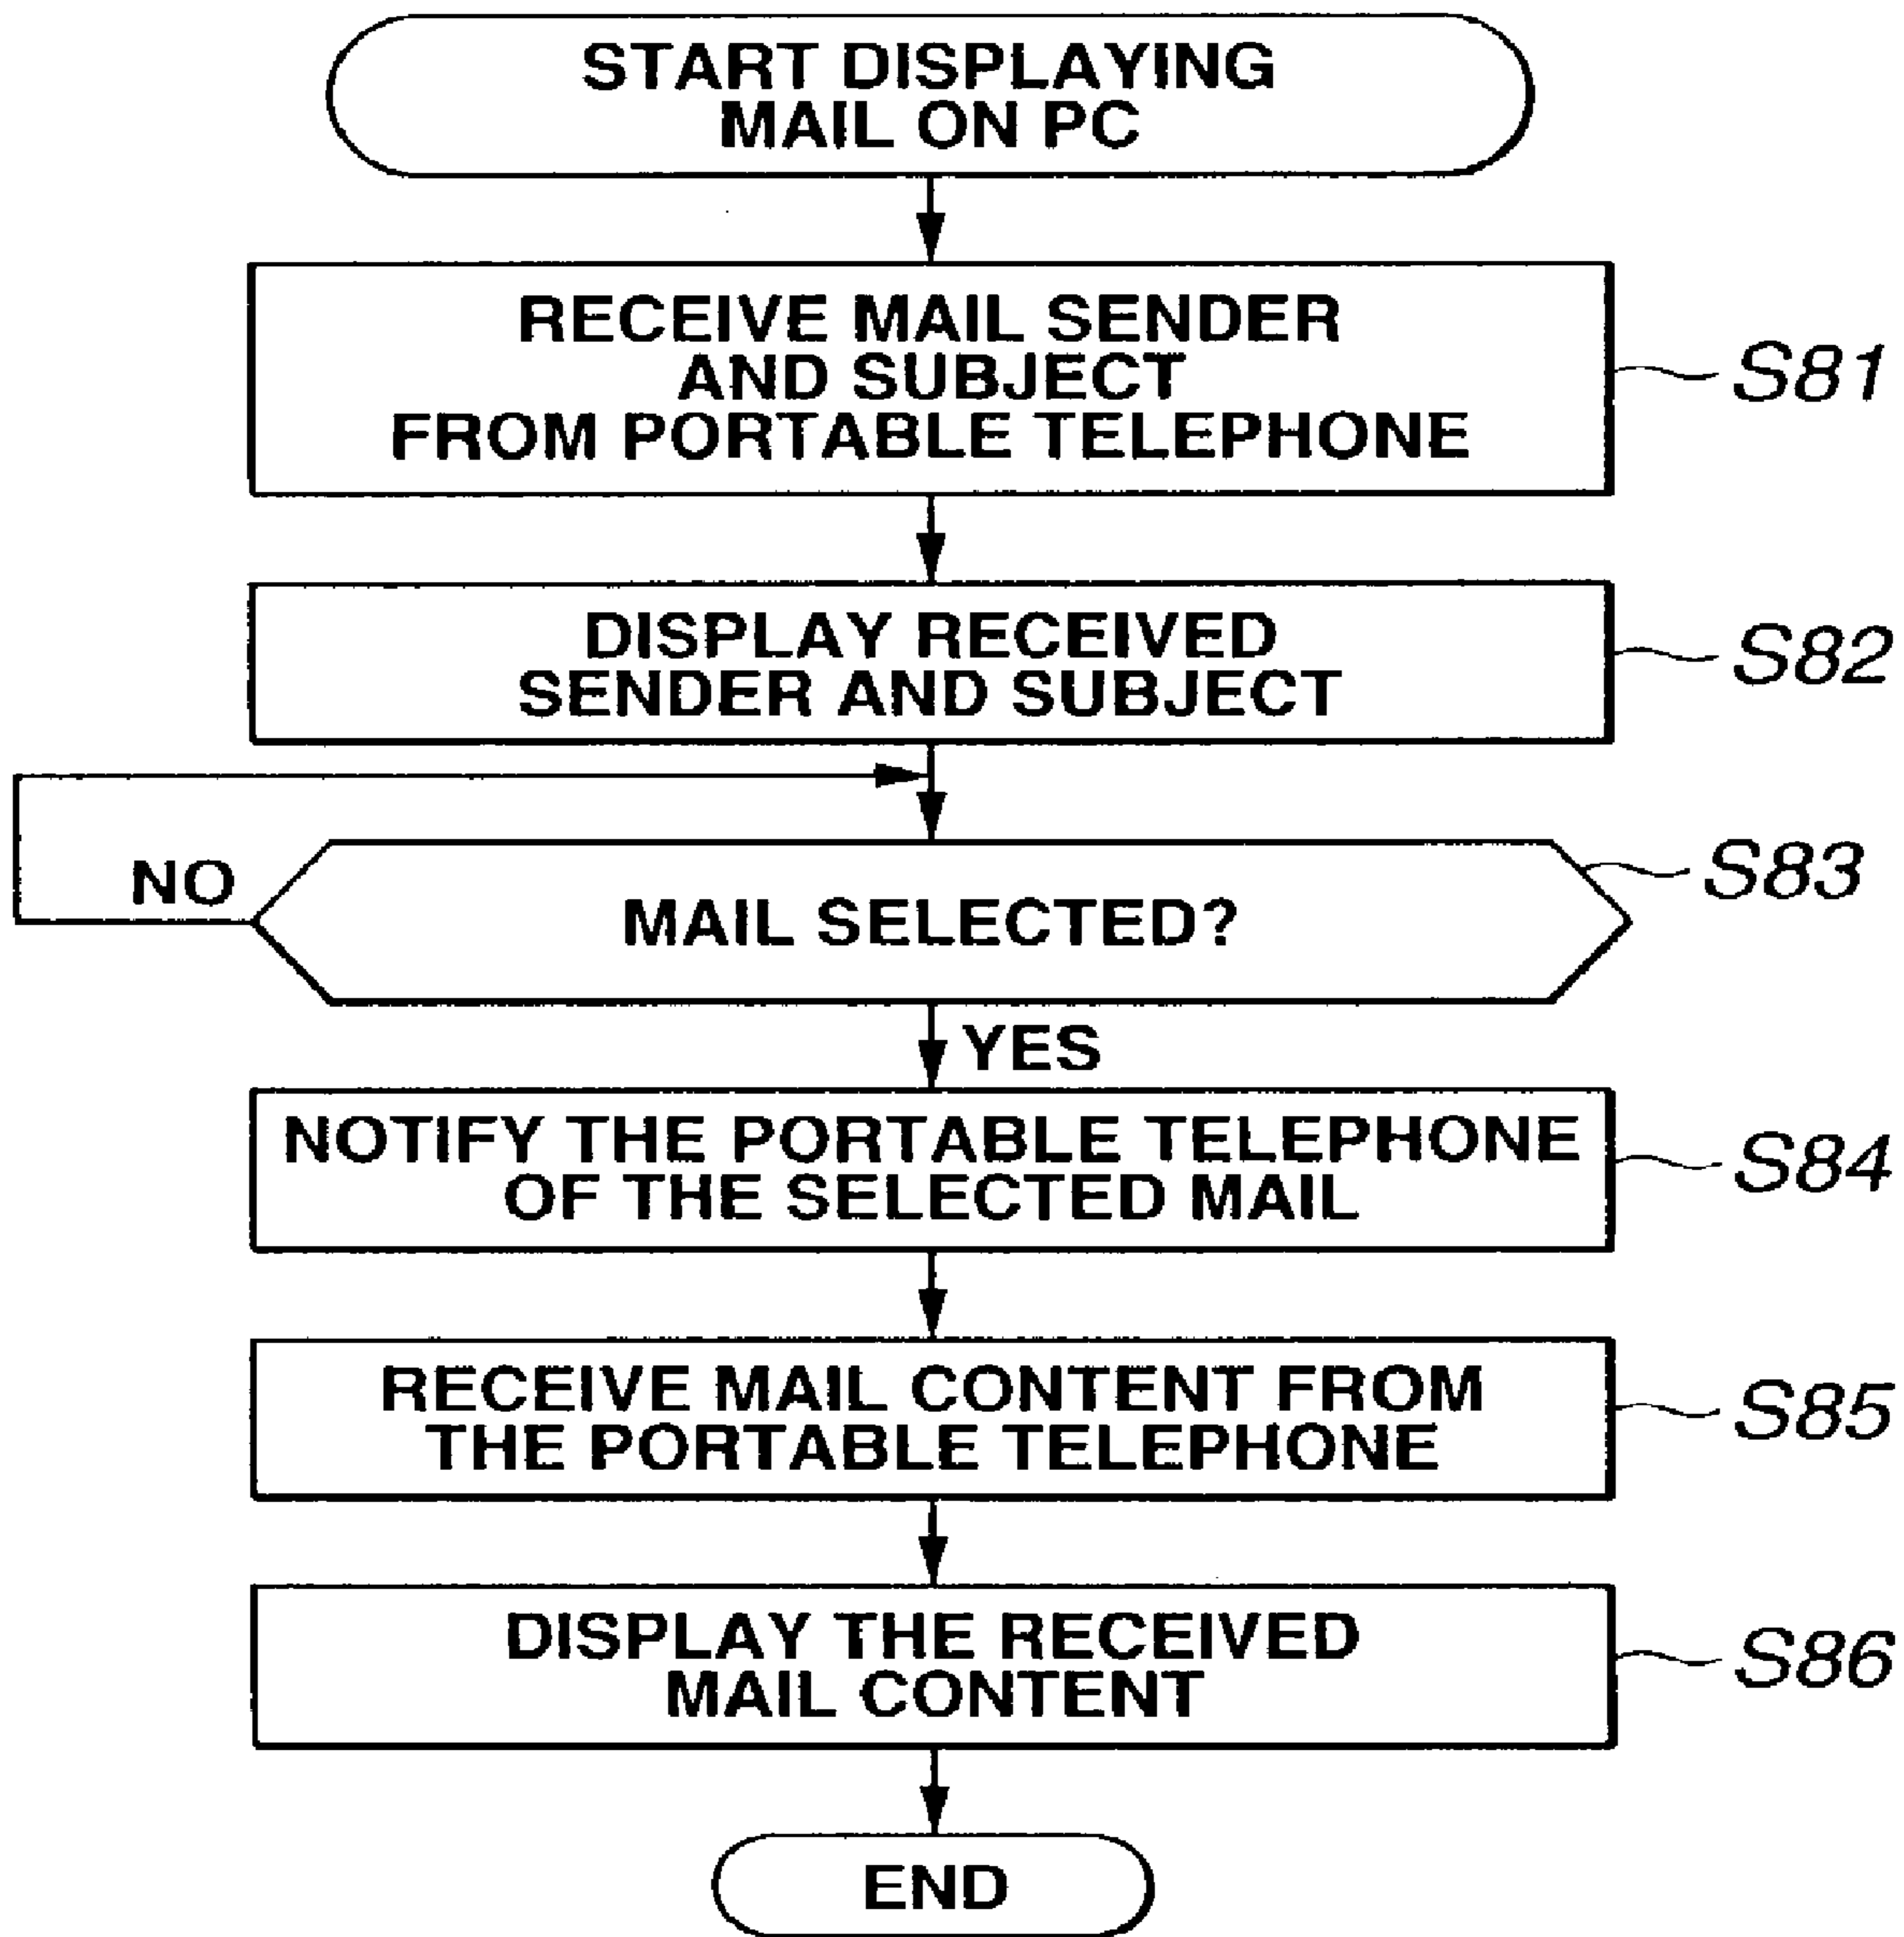 START DISPLAYING
MAIL ON PC
RECEIVE MAIL SENDER
AND SUBJECT
FROM PORTABLE TELEPHONE
S81
DISPLAY RECEIVED
SENDER AND SUBJECT
S82
NO
MAIL SELECTED?
S83
YES
NOTIFY THE PORTABLE TELEPHONE
OF THE SELECTED MAIL
S84
RECEIVE MAIL CONTENT FROM
THE PORTABLE TELEPHONE
S85
DISPLAY THE RECEIVED
MAIL CONTENT
S86
END